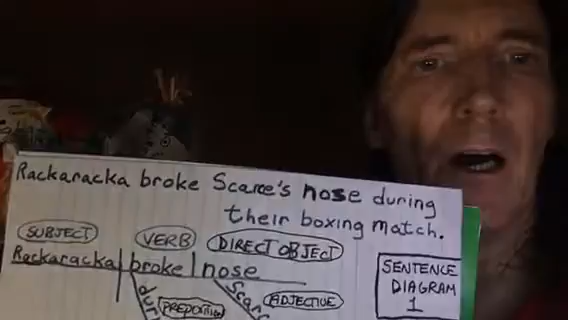 Rackaracka broke Scarce's nose during
their boxing match.
SUBJECT VERB DIRECT OBJECT
Rackaracka broke nose
SENTENCE
DIAGRAM
1
ADJECTIVE